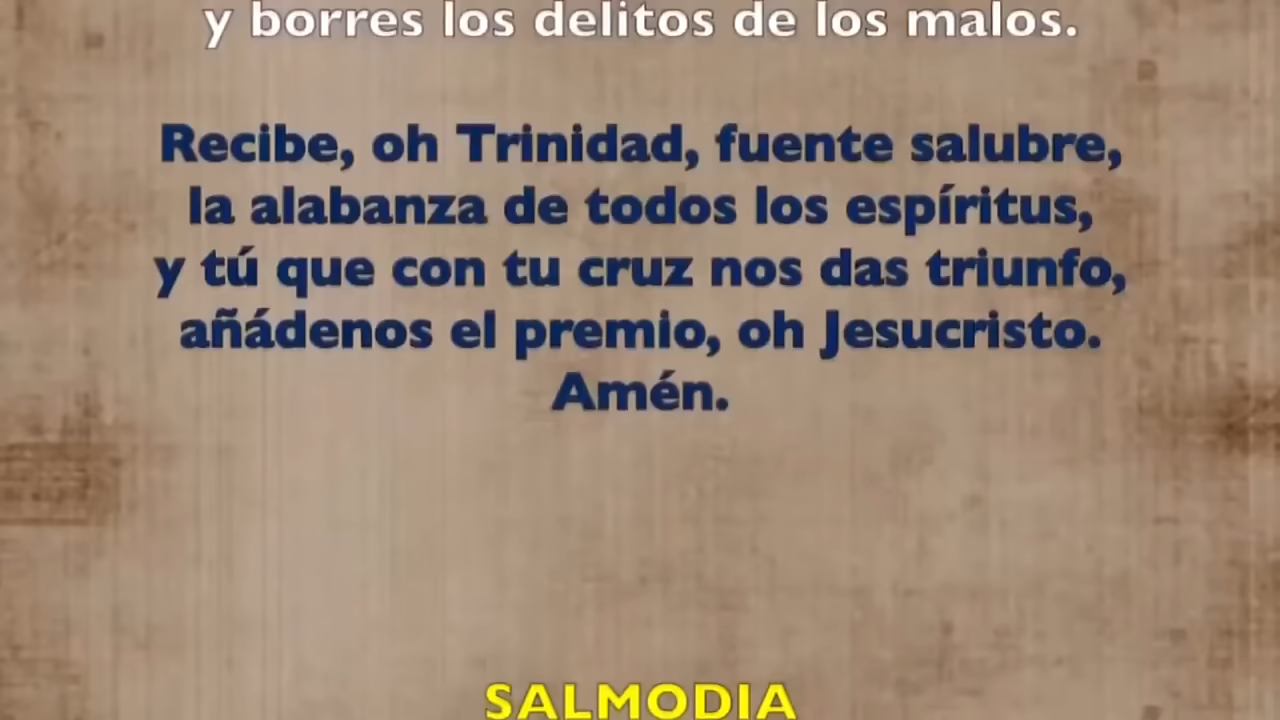 y borres los delitos de los malos.
Recibe, oh Trinidad, fuente salubre,
la alabanza de todos los espíritus,
y tú que con tu cruz nos das triunfo,
añádenos el premio, oh Jesucristo.
Amén.
SALMODIA